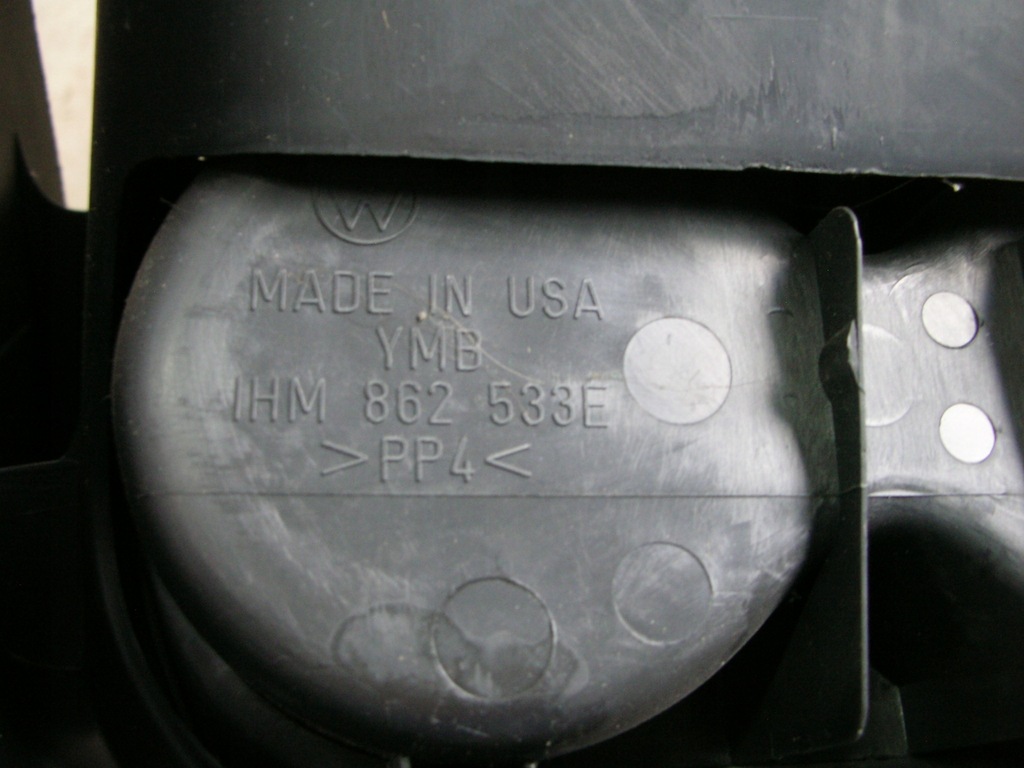 MADE IN USA
YMB
1HM 862 533E
>PP4<